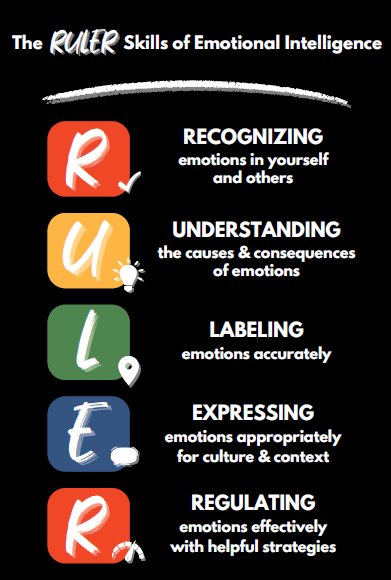 The RULER Skills of Emotional Intelligence
R
RECOGNIZING
emotions in yourself
and others
U
UNDERSTANDING
the causes & consequences
of emotions
L
LABELING
emotions accurately
E
EXPRESSING
emotions appropriately
for culture & context
R
REGULATING
emotions effectively
with helpful strategies